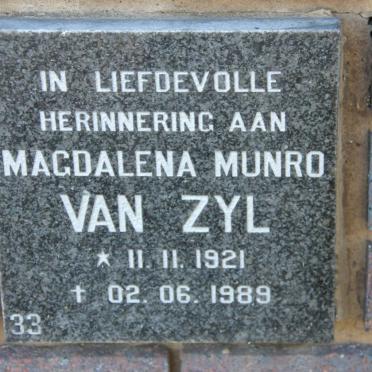 IN LIEFDEVOLLE
HERINNERING AAN
MAGDALENA MUNRO
VAN ZYL
* 11. 11. 1921
† 02. 06. 1989
33